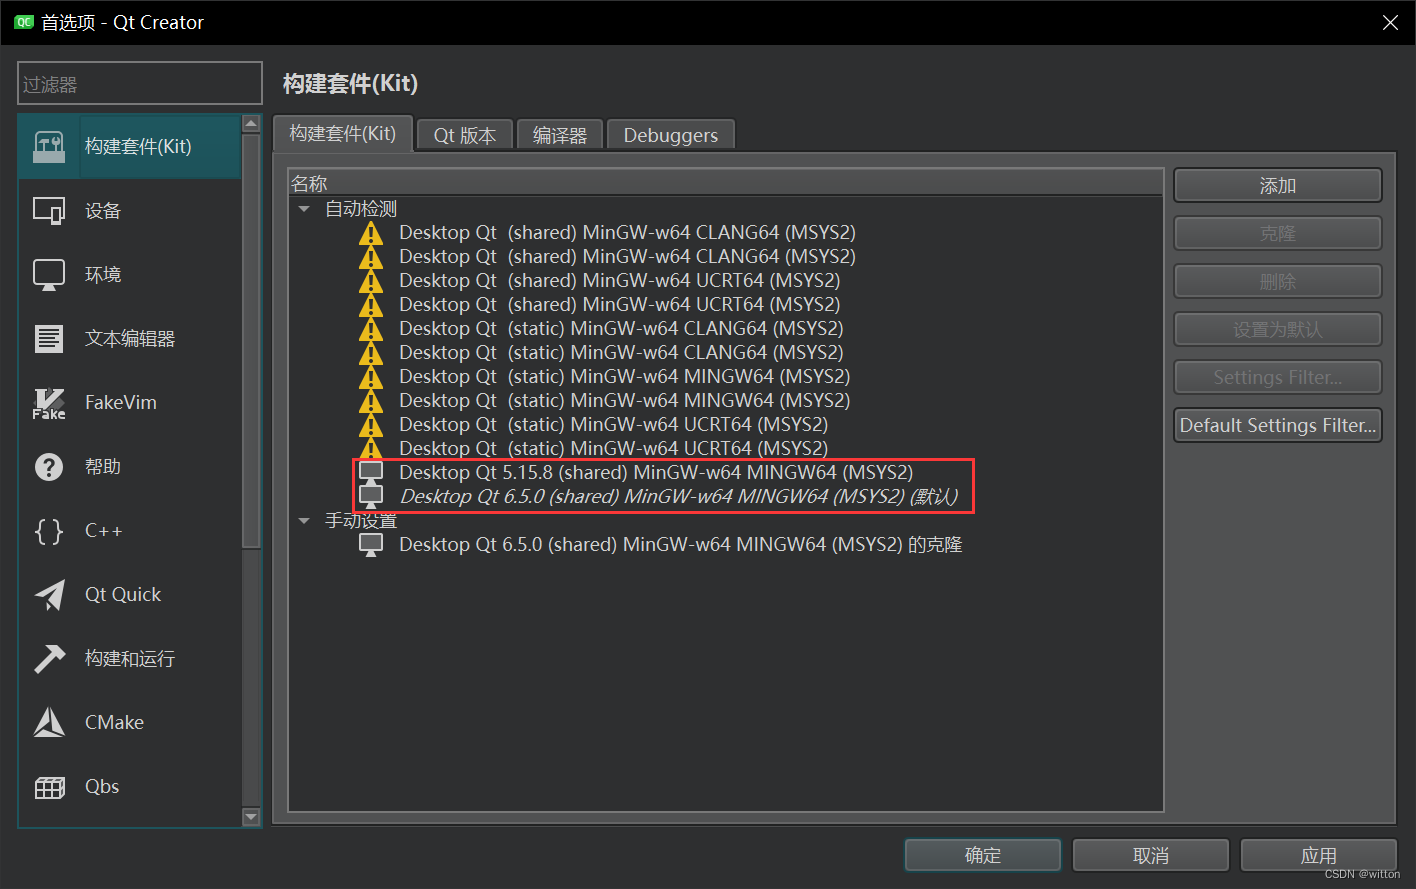 QC 首选项 - Qt Creator
过滤器
构建套件(Kit)
设备
环境
文本编辑器
Fake
FakeVim
帮助
C++
Qt Quick
构建和运行
CMake
Qbs
构建套件(Kit)
构建套件(Kit)
Qt 版本
编译器
Debuggers
名称
自动检测
Desktop Qt (shared) MinGW-w64 CLANG64 (MSYS2)
Desktop Qt (shared) MinGW-w64 CLANG64 (MSYS2)
Desktop Qt (shared) MinGW-w64 UCRT64 (MSYS2)
Desktop Qt (shared) MinGW-w64 UCRT64 (MSYS2)
Desktop Qt (static) MinGW-w64 CLANG64 (MSYS2)
Desktop Qt (static) MinGW-w64 CLANG64 (MSYS2)
Desktop Qt (static) MinGW-w64 MINGW64 (MSYS2)
Desktop Qt (static) MinGW-w64 MINGW64 (MSYS2)
Desktop Qt (static) MinGW-w64 UCRT64 (MSYS2)
Desktop Qt (static) MinGW-w64 UCRT64 (MSYS2)
Desktop Qt 5.15.8 (shared) MinGW-w64 MINGW64 (MSYS2)
Desktop Qt 6.5.0 (shared) MinGW-w64 MINGW64 (MSYS2) (默认)
手动设置
Desktop Qt 6.5.0 (shared) MinGW-w64 MINGW64 (MSYS2) 的克隆
添加
克隆
删除
设置为默认
Settings Filter...
Default Settings Filter...
确定
取消
应用
CSDN @witton